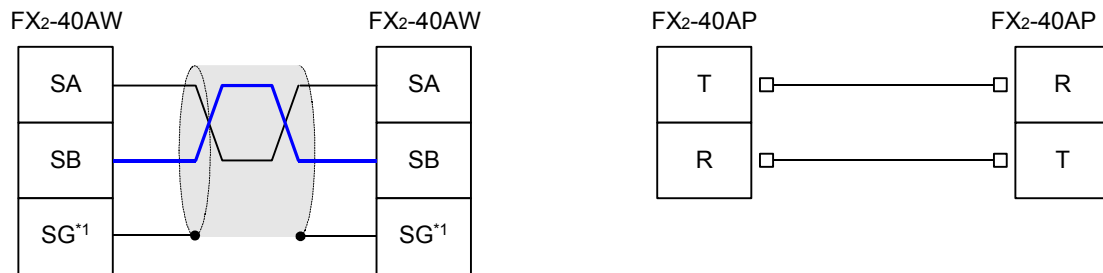 FX2-40AW FX2-40AW FX2-40AP FX2-40AP
SA SA T R
SB SB R T
SG*1 SG*1